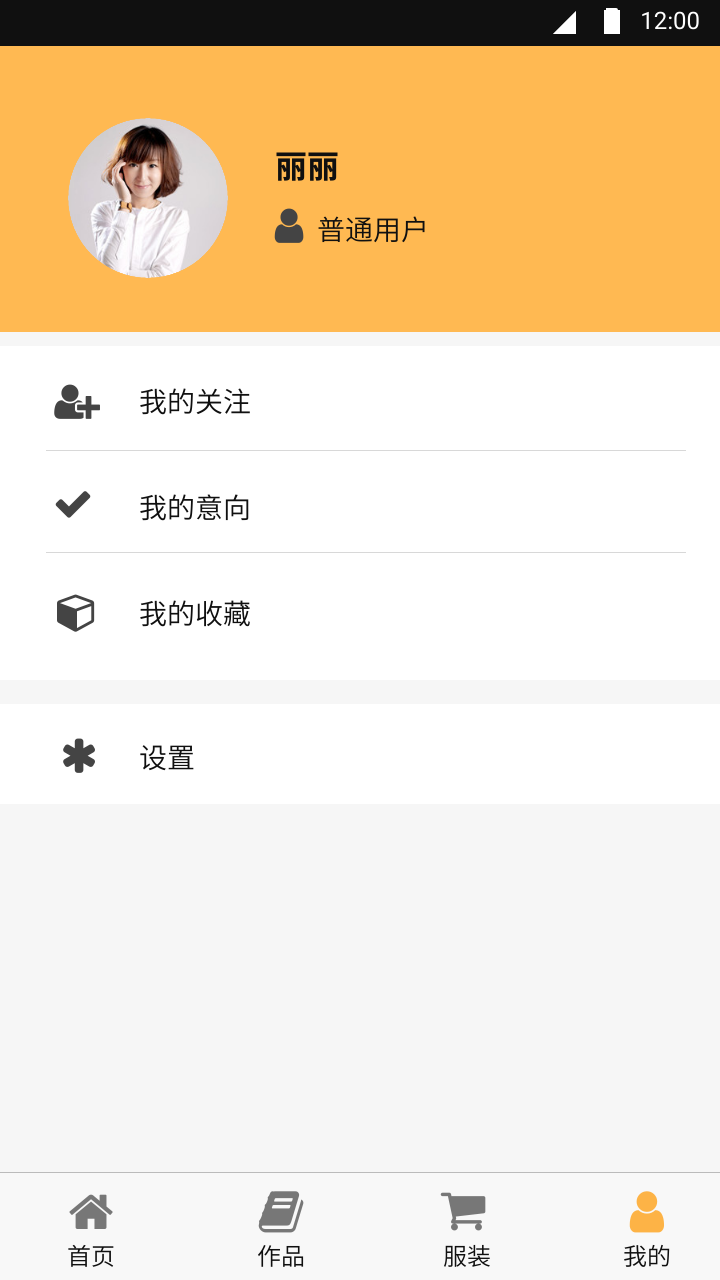 12:00
丽丽
普通用户
我的关注
我的意向
我的收藏
设置
首页 作品 服装 我的